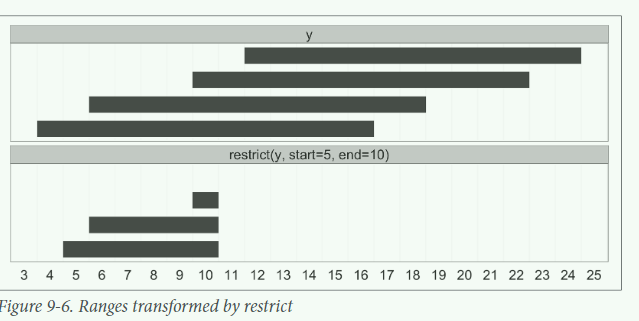 y
restrict(y, start=5, end=10)
3 4 5 6 7 8 9 10 11 12 13 14 15 16 17 18 19 20 21 22 23 24 25
Figure 9-6. Ranges transformed by restrict